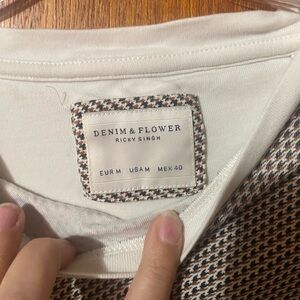 DENIM & FLOWER
RICKY SINGH
EUR M USA M MEX 40